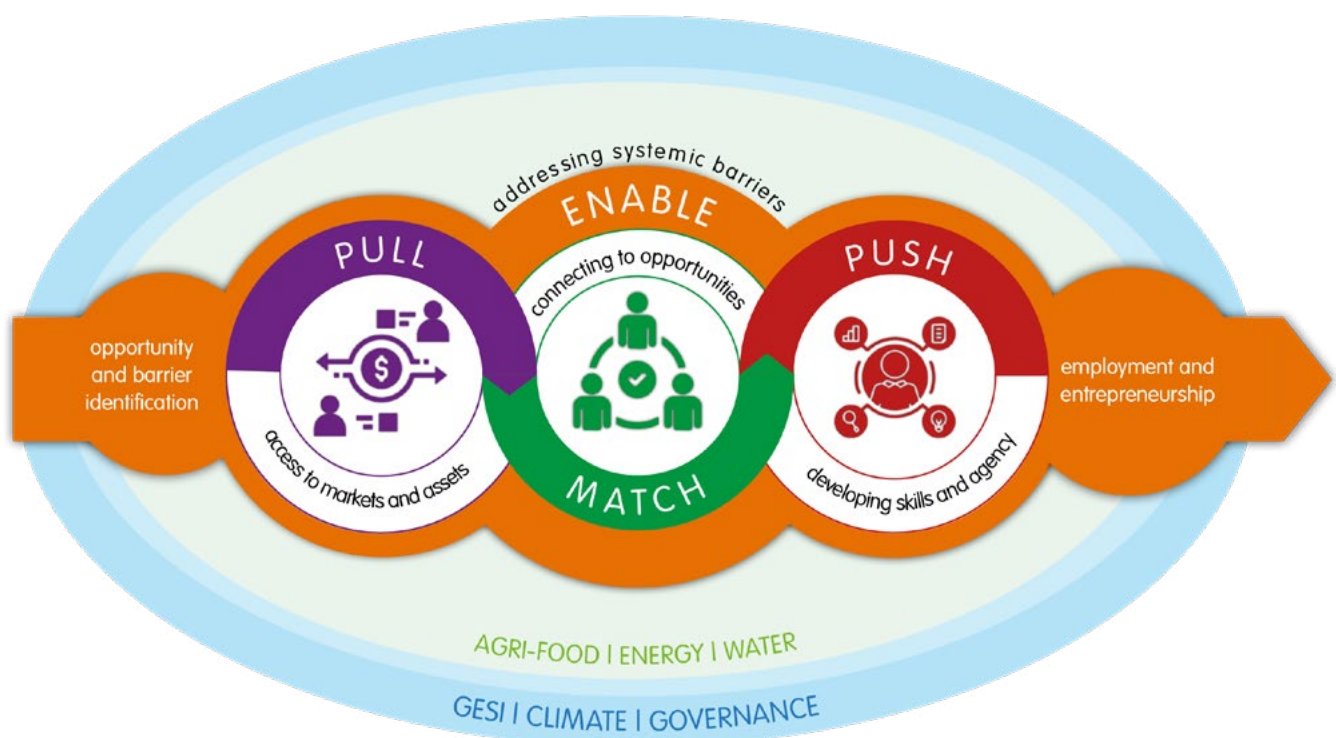 addressing systemic barriers
ENABLE
PULL
connecting to opportunities
PUSH
opportunity
and barrier
identification
$
employment and
entrepreneurship
access to markets and assets
MATCH
developing skills and agency
AGRI-FOOD | ENERGY | WATER
GESI | CLIMATE | GOVERNANCE